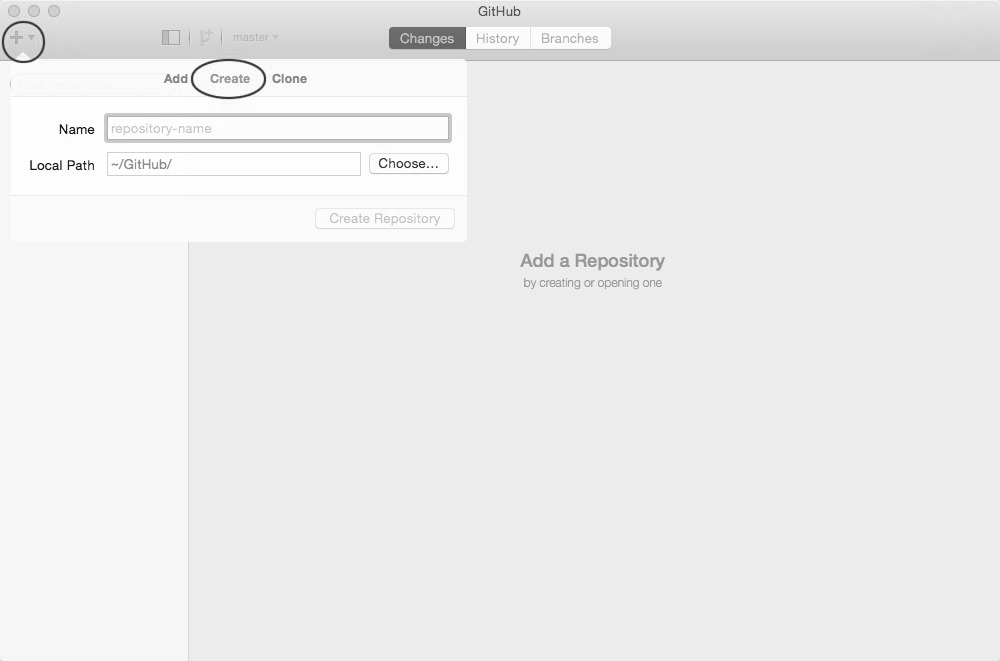 GitHub
master
Changes History Branches
Add Create Clone
Name repository-name
Local Path ~/GitHub/ Choose...
Create Repository
Add a Repository
by creating or opening one